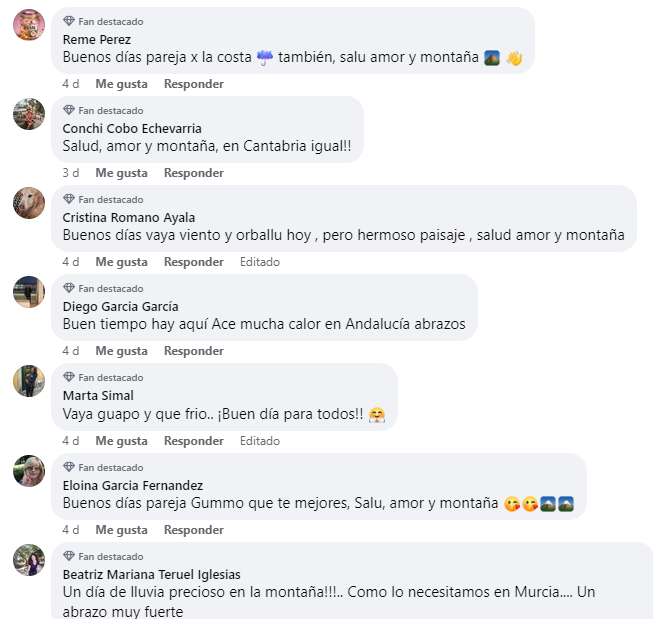 Fan destacado
Reme Perez
Buenos días pareja x la costa ☔ también, salu amor y montaña 🌋 👋
4 d Me gusta Responder
Fan destacado
Conchi Cobo Echevarria
Salud, amor y montaña, en Cantabria igual!!
3 d Me gusta Responder
Fan destacado
Cristina Romano Ayala
Buenos días vaya viento y orballu hoy , pero hermoso paisaje , salud amor y montaña
4 d Me gusta Responder Editado
Fan destacado
Diego Garcia García
Buen tiempo hay aquí Ace mucha calor en Andalucía abrazos
4 d Me gusta Responder
Fan destacado
Marta Simal
Vaya guapo y que frio.. ¡Buen día para todos!! 🤗
4 d Me gusta Responder Editado
Fan destacado
Eloina Garcia Fernandez
Buenos días pareja Gummo que te mejores, Salu, amor y montaña 😘😘🌋🌋
4 d Me gusta Responder
Fan destacado
Beatriz Mariana Teruel Iglesias
Un día de lluvia precioso en la montaña!!!.. Como lo necesitamos en Murcia.... Un
abrazo muy fuerte